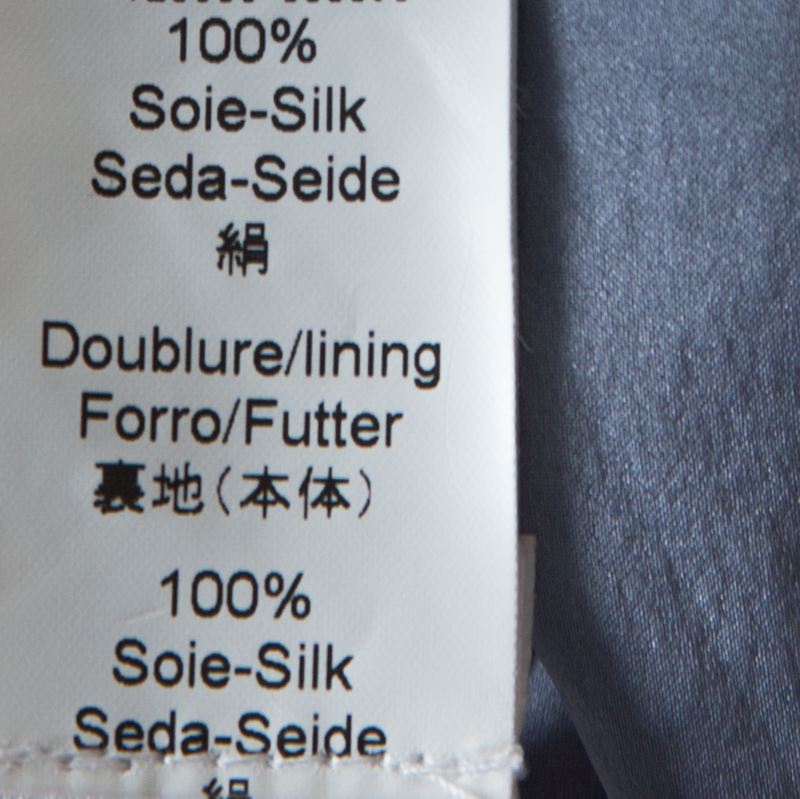 100%
Soie-Silk
Seda-Seide
絹
Doublure/lining
Forro/Futter
裏地(本体)
100%
Soie-Silk
Seda-Seide
絹